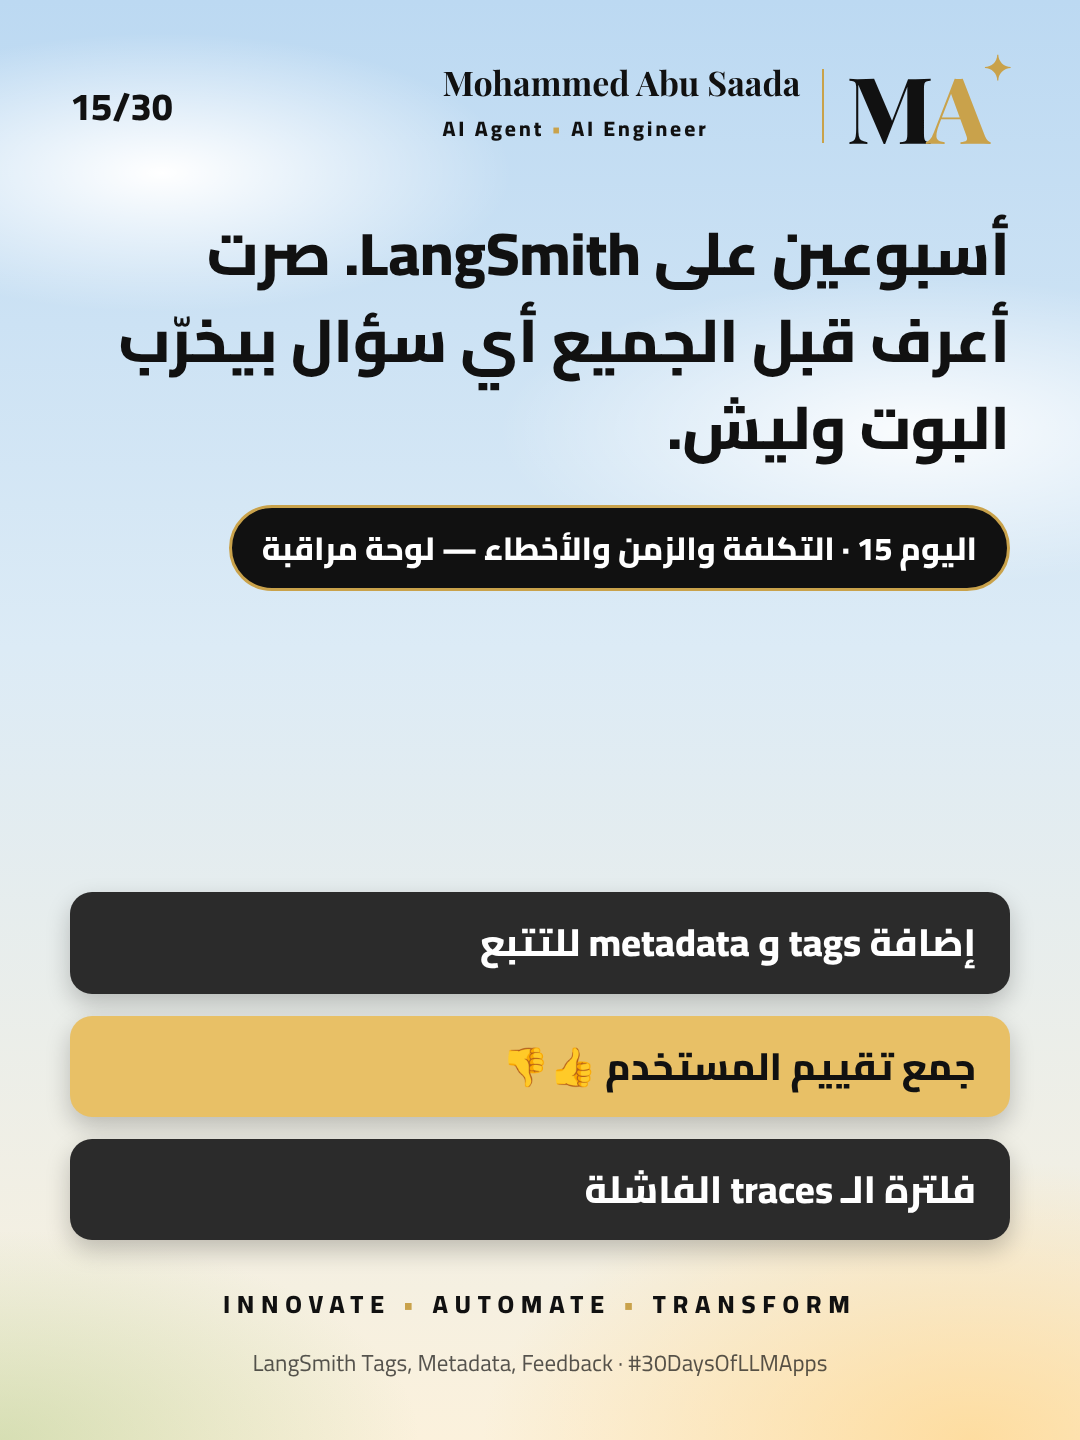 15/30
Mohammed Abu Saada
AI Agent ▪ AI Engineer
MA
أسبوعين على LangSmith. صرت
أعرف قبل الجميع أي سؤال بيخرّب
البوت وليش.
اليوم 15 · التكلفة والزمن والأخطاء — لوحة مراقبة
إضافة tags و metadata للتتبع
جمع تقييم المستخدم 👍👎
فلترة الـ traces الفاشلة
INNOVATE ▪ AUTOMATE ▪ TRANSFORM
LangSmith Tags, Metadata, Feedback · #30DaysOfLLMApps